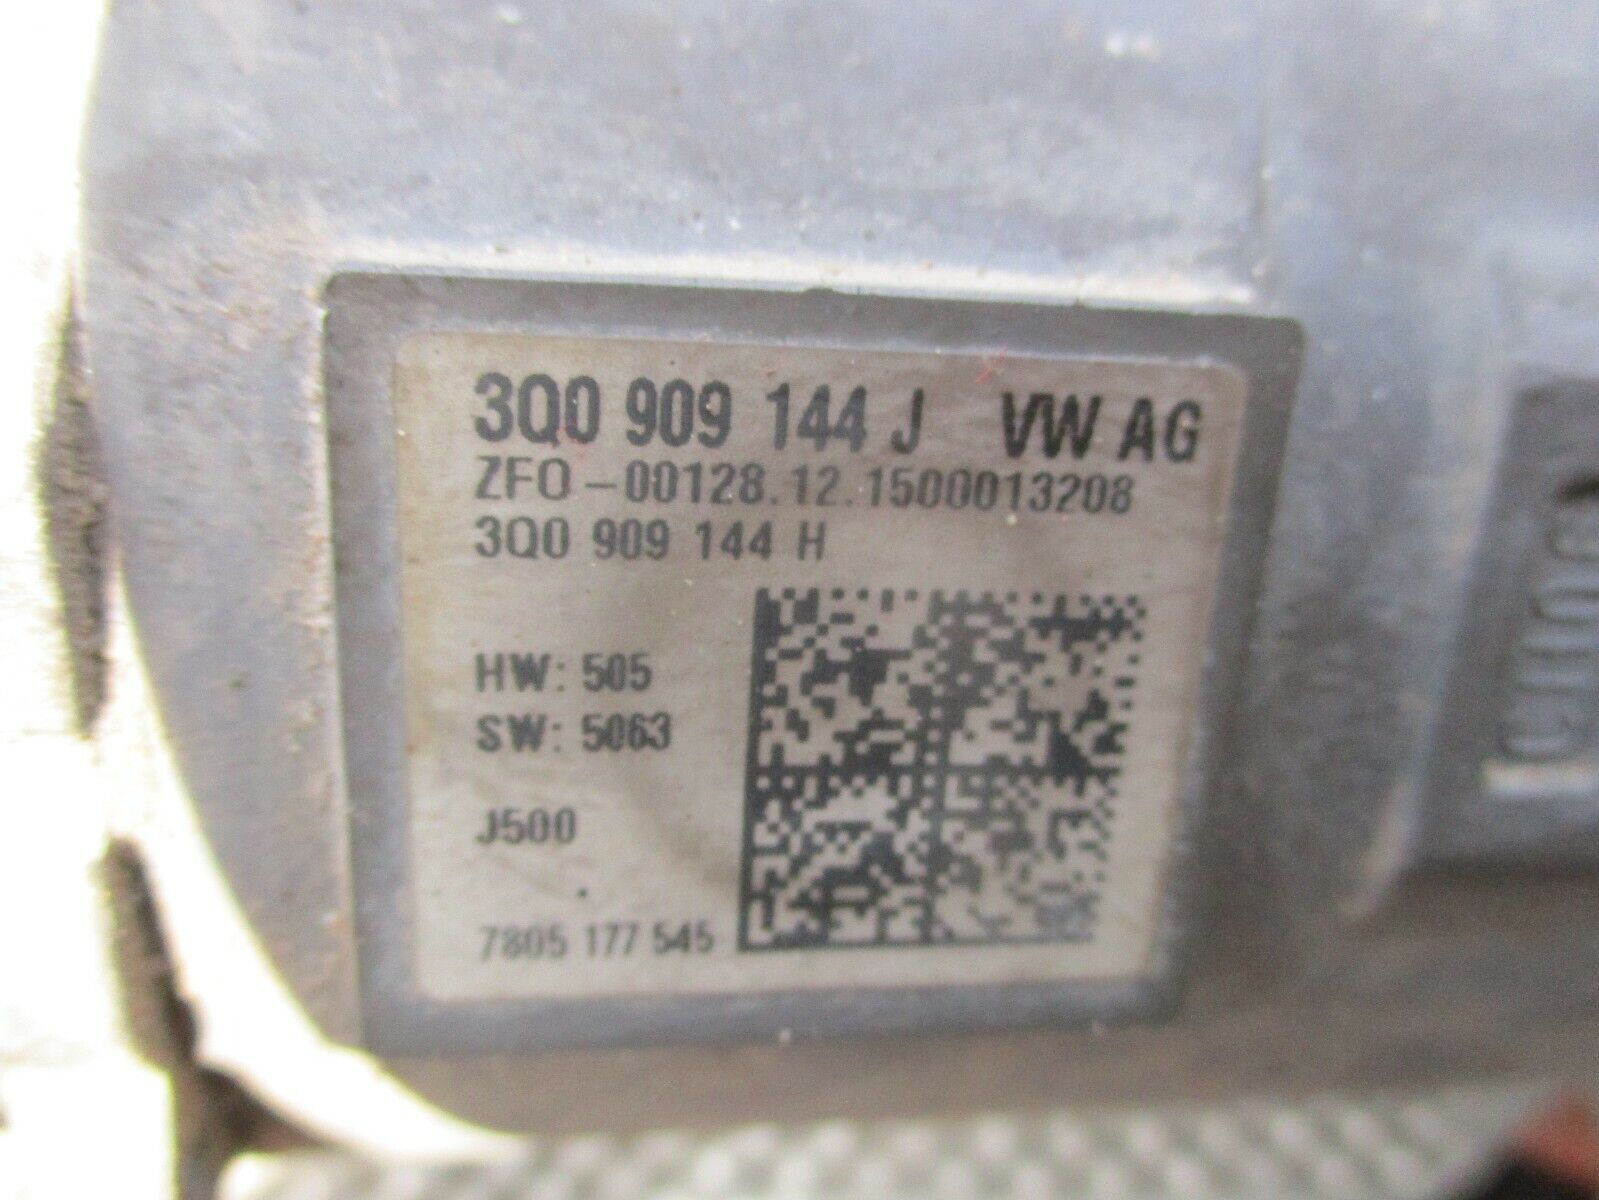 3Q0 909 144 J VW AG
ZFO-00128.12.1500013208
3Q0 909 144 H
HW: 505
SW: 5063
J500
7805 177 545